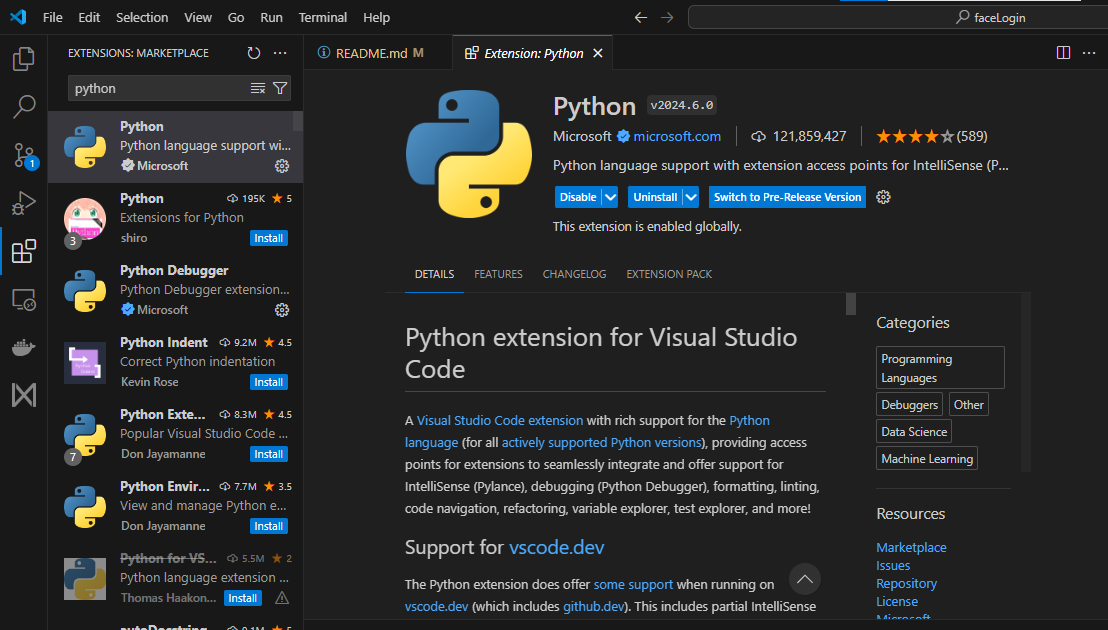 File Edit Selection View Go Run Terminal Help
faceLogin
EXTENSIONS: MARKETPLACE
python
Python
Python language support wi...
Microsoft
Python 195K 5
Extensions for Python
shiro Install
3
Python Debugger
Python Debugger extension...
Microsoft
Python Indent 9.2M 4.5
Correct Python indentation
Kevin Rose Install
Python Exte... 8.3M 4.5
Popular Visual Studio Code ...
Don Jayamanne Install
7
Python Envir... 7.7M 3.5
View and manage Python e...
Don Jayamanne Install
Python for VS... 5.5M 2
Python language extension ...
Thomas Haakon... Install
1
README.md M
Extension: Python
Python v2024.6.0
Microsoft microsoft.com 121,859,427 (589)
Python language support with extension access points for IntelliSense (P...
Disable Uninstall Switch to Pre-Release Version
This extension is enabled globally.
DETAILS FEATURES CHANGELOG EXTENSION PACK
Python extension for Visual Studio
Code
A Visual Studio Code extension with rich support for the Python
language (for all actively supported Python versions), providing access
points for extensions to seamlessly integrate and offer support for
IntelliSense (Pylance), debugging (Python Debugger), formatting, linting,
code navigation, refactoring, variable explorer, test explorer, and more!
Support for vscode.dev
The Python extension does offer some support when running on
vscode.dev (which includes github.dev). This includes partial IntelliSense
Categories
Programming
Languages
Debuggers Other
Data Science
Machine Learning
Resources
Marketplace
Issues
Repository
License
Microsoft